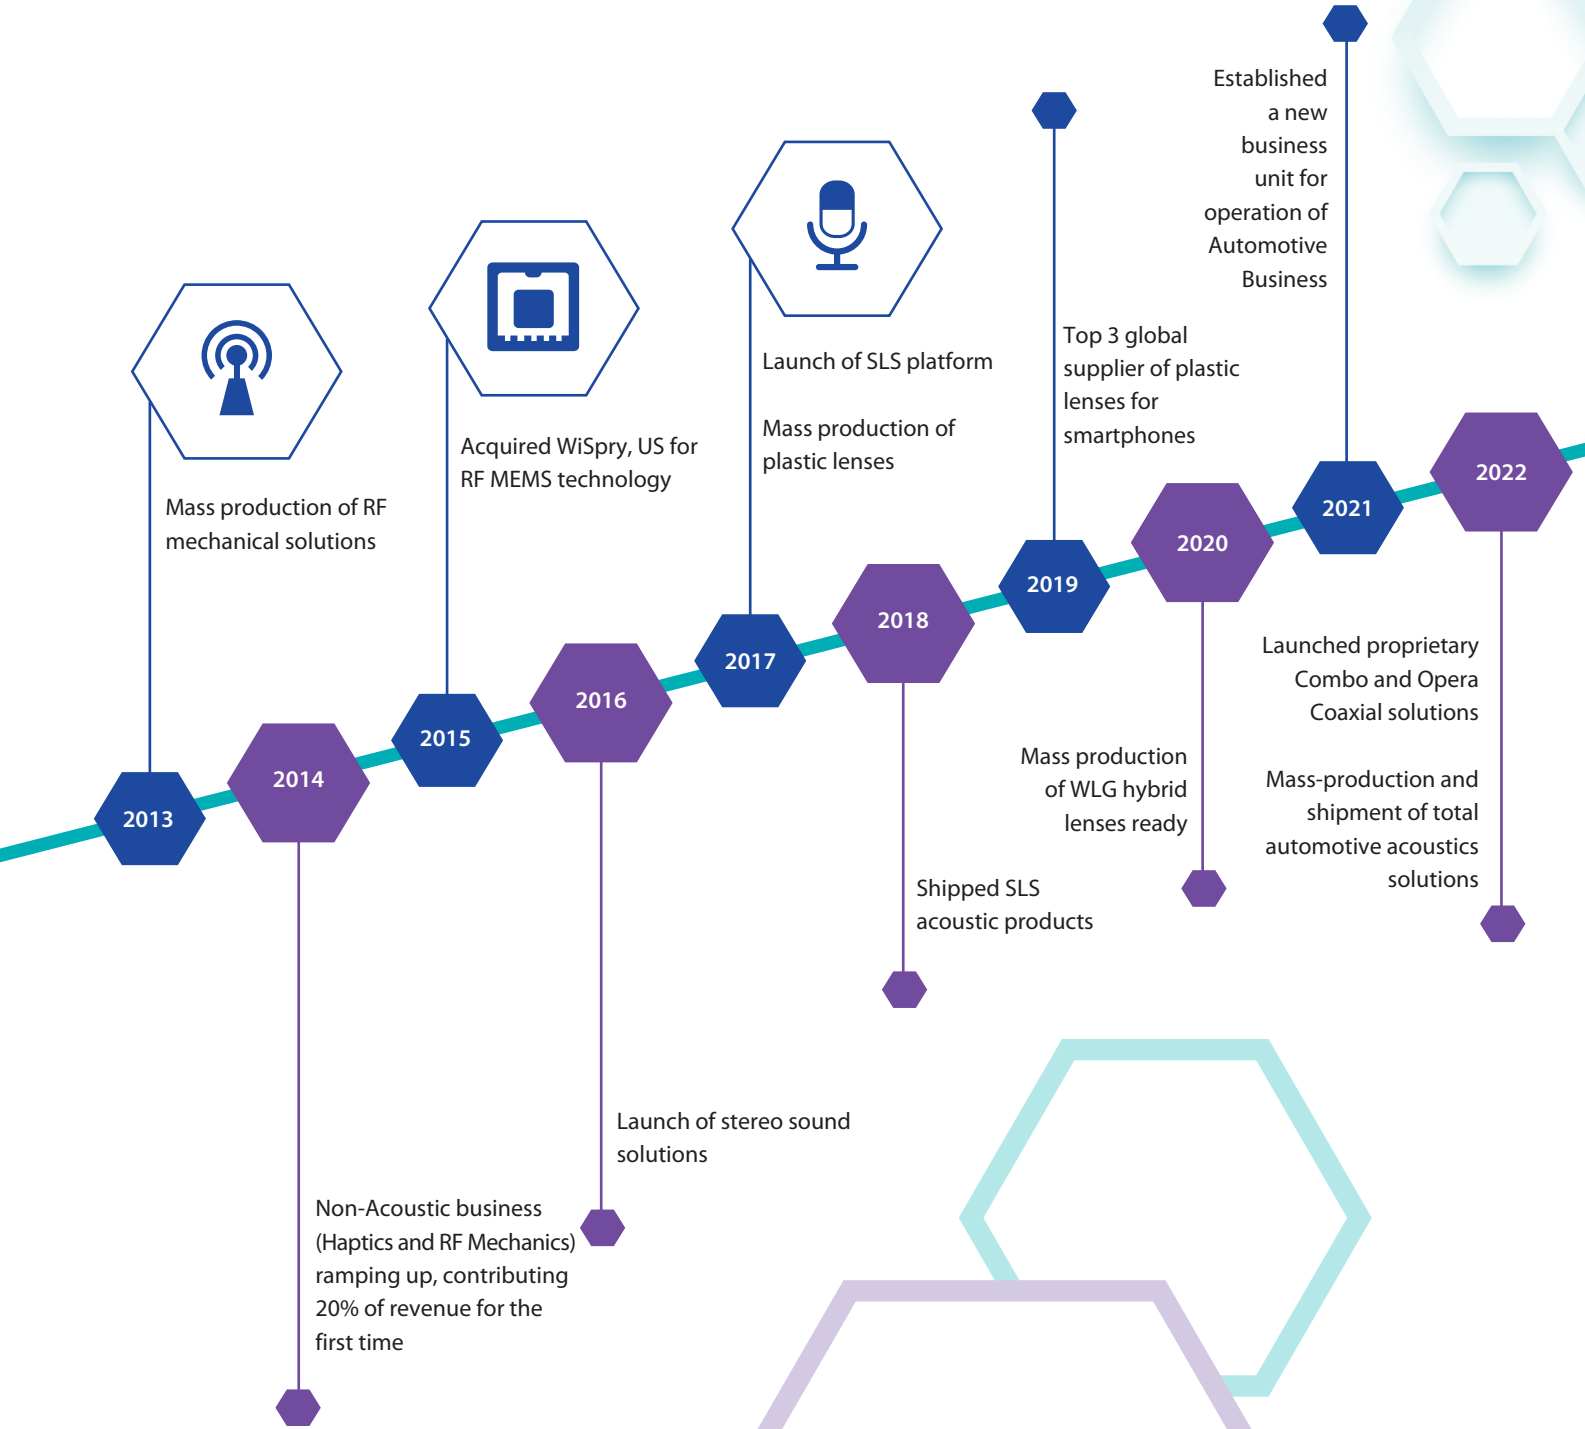 2013
Mass production of RF
mechanical solutions
2014
Non-Acoustic business
(Haptics and RF Mechanics)
ramping up, contributing
20% of revenue for the
first time
2015
Acquired WiSpry, US for
RF MEMS technology
2016
Launch of stereo sound
solutions
2017
Launch of SLS platform
Mass production of
plastic lenses
2018
Shipped SLS
acoustic products
2019
Top 3 global
supplier of plastic
lenses for
smartphones
2020
Mass production
of WLG hybrid
lenses ready
2021
Established
a new
business
unit for
operation of
Automotive
Business
2022
Launched proprietary
Combo and Opera
Coaxial solutions
Mass-production and
shipment of total
automotive acoustics
solutions